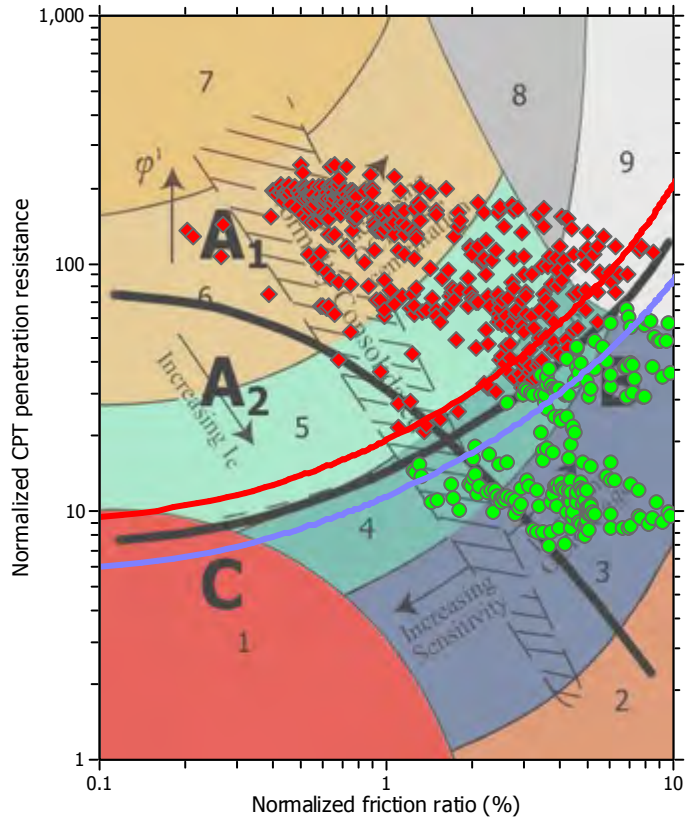 1,000
7
8
φ'
9
A1
100
6
Consolida
Increasing Ic
A2
5
10
4
C
3
Increasing
Sensitivity
1
2
1
0.1
1
10
Normalized friction ratio (%)
Normalized CPT penetration resistance